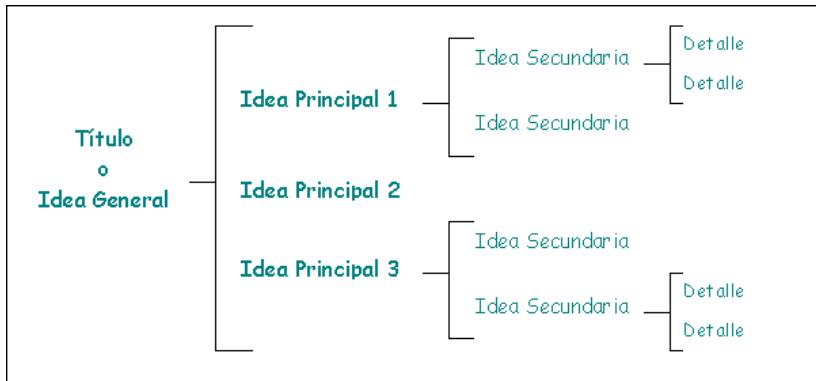 Título
o
Idea General
Idea Principal 1
Idea Secundaria
Detalle
Detalle
Idea Secundaria
Idea Principal 2
Idea Principal 3
Idea Secundaria
Idea Secundaria
Detalle
Detalle